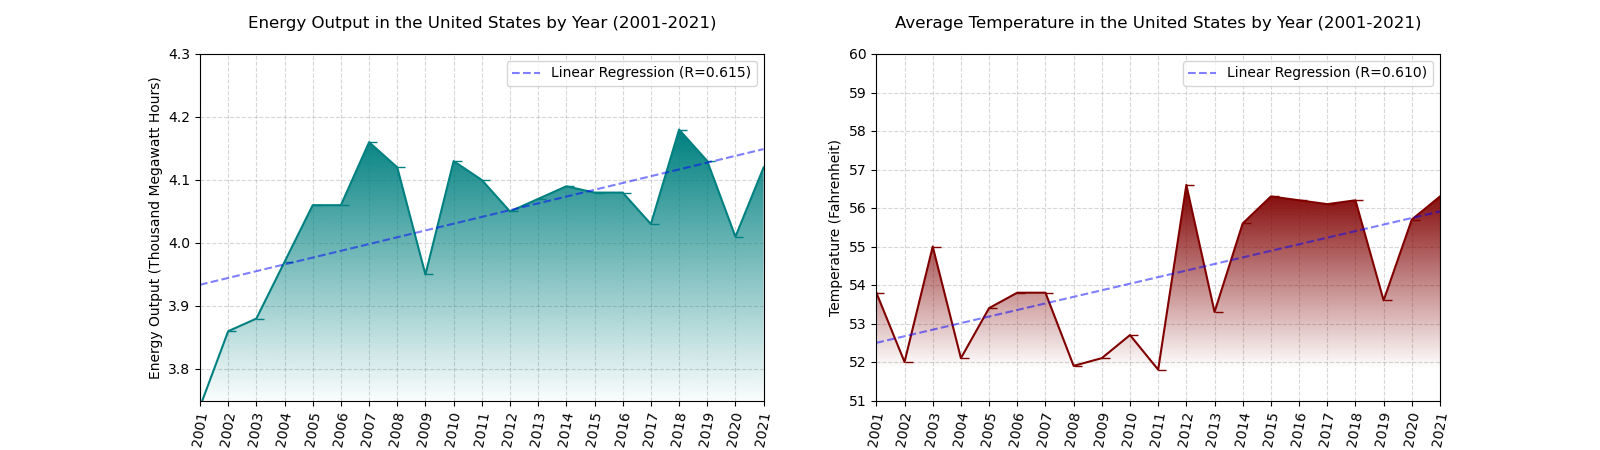 Energy Output in the United States by Year (2001-2021)
Energy Output (Thousand Megawatt Hours)
4.3
4.2
4.1
4.0
3.9
3.8
Linear Regression (R=0.615)
2001 2002 2003 2004 2005 2006 2007 2008 2009 2010 2011 2012 2013 2014 2015 2016 2017 2018 2019 2020 2021
Average Temperature in the United States by Year (2001-2021)
Temperature (Fahrenheit)
60
59
58
57
56
55
54
53
52
51
Linear Regression (R=0.610)
2001 2002 2003 2004 2005 2006 2007 2008 2009 2010 2011 2012 2013 2014 2015 2016 2017 2018 2019 2020 2021